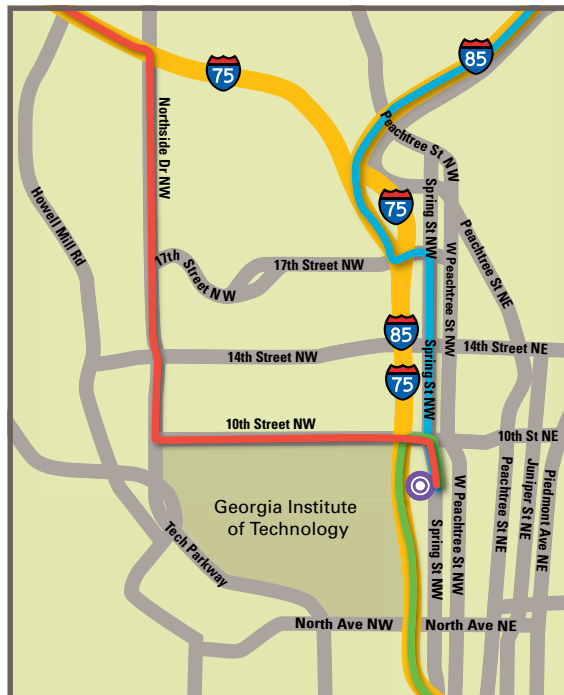 85
75
Peachtree St NW
Northside Dr NW
Howell Mill Rd
Spring St NW
75
Peachtree St NE
W Peachtree St NW
17th Street NW
17th Street NW
85
14th Street NE
14th Street NW
75
Spring St NW
10th Street NW
10th St NE
Georgia Institute
of Technology
Peachtree St NE
Juniper St NE
Piedmont Ave NE
W Peachtree St NW
Spring St NW
Tech Parkway
North Ave NW
North Ave NE